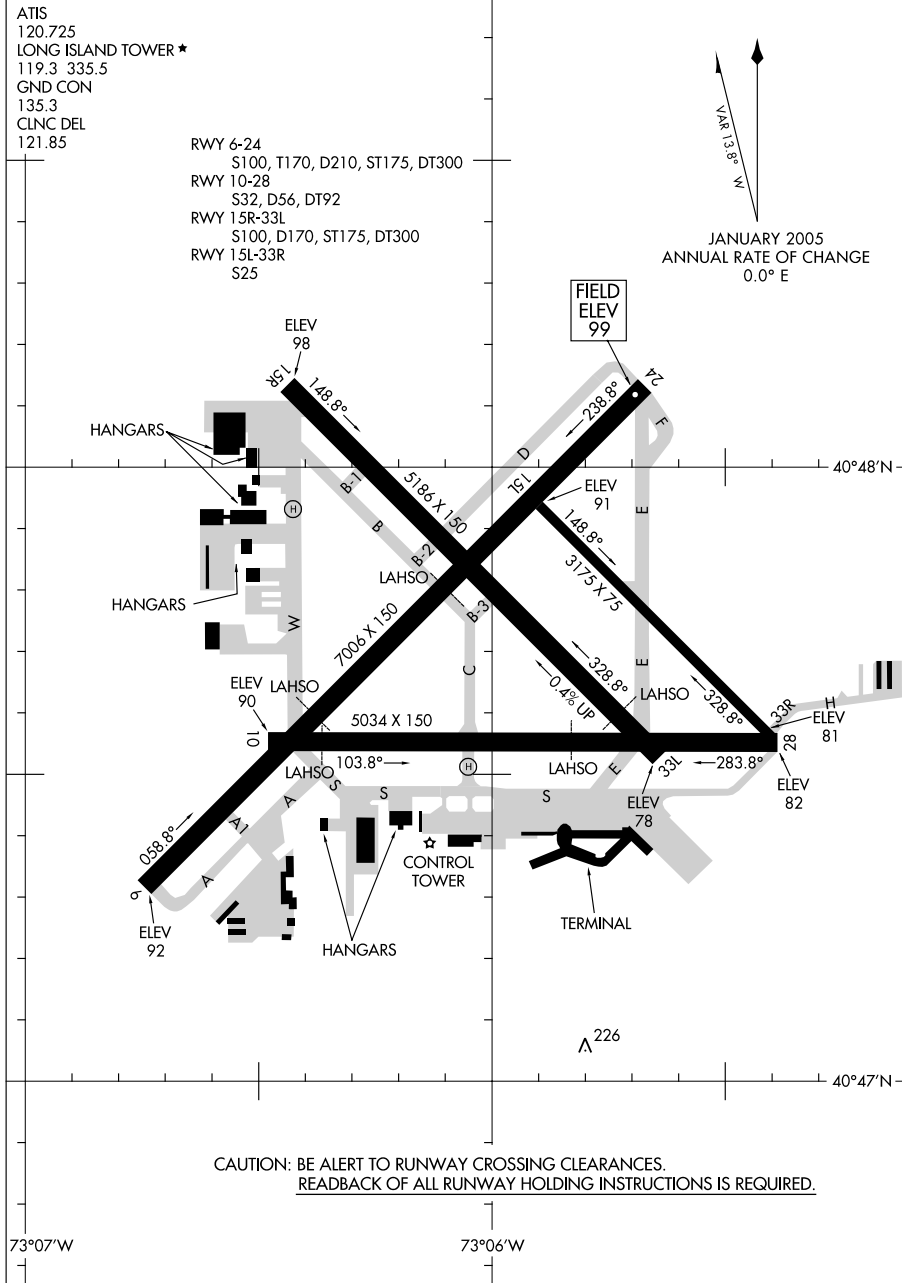 ATIS
120.725
LONG ISLAND TOWER ★
119.3 335.5
GND CON
135.3
CLNC DEL
121.85
RWY 6-24
S100, T170, D210, ST175, DT300
RWY 10-28
S32, D56, DT92
RWY 15R-33L
S100, D170, ST175, DT300
RWY 15L-33R
S25
VAR 13.8° W
JANUARY 2005
ANNUAL RATE OF CHANGE
0.0° E
FIELD
ELEV
99
ELEV
98
15R
148.8°
24
238.8°
F
HANGARS
D
40°48'N
B-1
5186 X 150
15L
ELEV
91
H
B
E
148.8°
3175 X 75
B-2
LAHSO
HANGARS
B-3
W
7006 X 150
C
328.8°
E
0.4% UP
LAHSO
328.8°
ELEV
90
LAHSO
33R
H
ELEV
81
10
5034 X 150
28
LAHSO
103.8°
H
LAHSO
E
33L
283.8°
ELEV
82
S
S
S
A
ELEV
78
A1
058.8°
A
6
CONTROL
TOWER
TERMINAL
ELEV
92
HANGARS
226
40°47'N
CAUTION: BE ALERT TO RUNWAY CROSSING CLEARANCES.
READBACK OF ALL RUNWAY HOLDING INSTRUCTIONS IS REQUIRED.
73°07'W
73°06'W